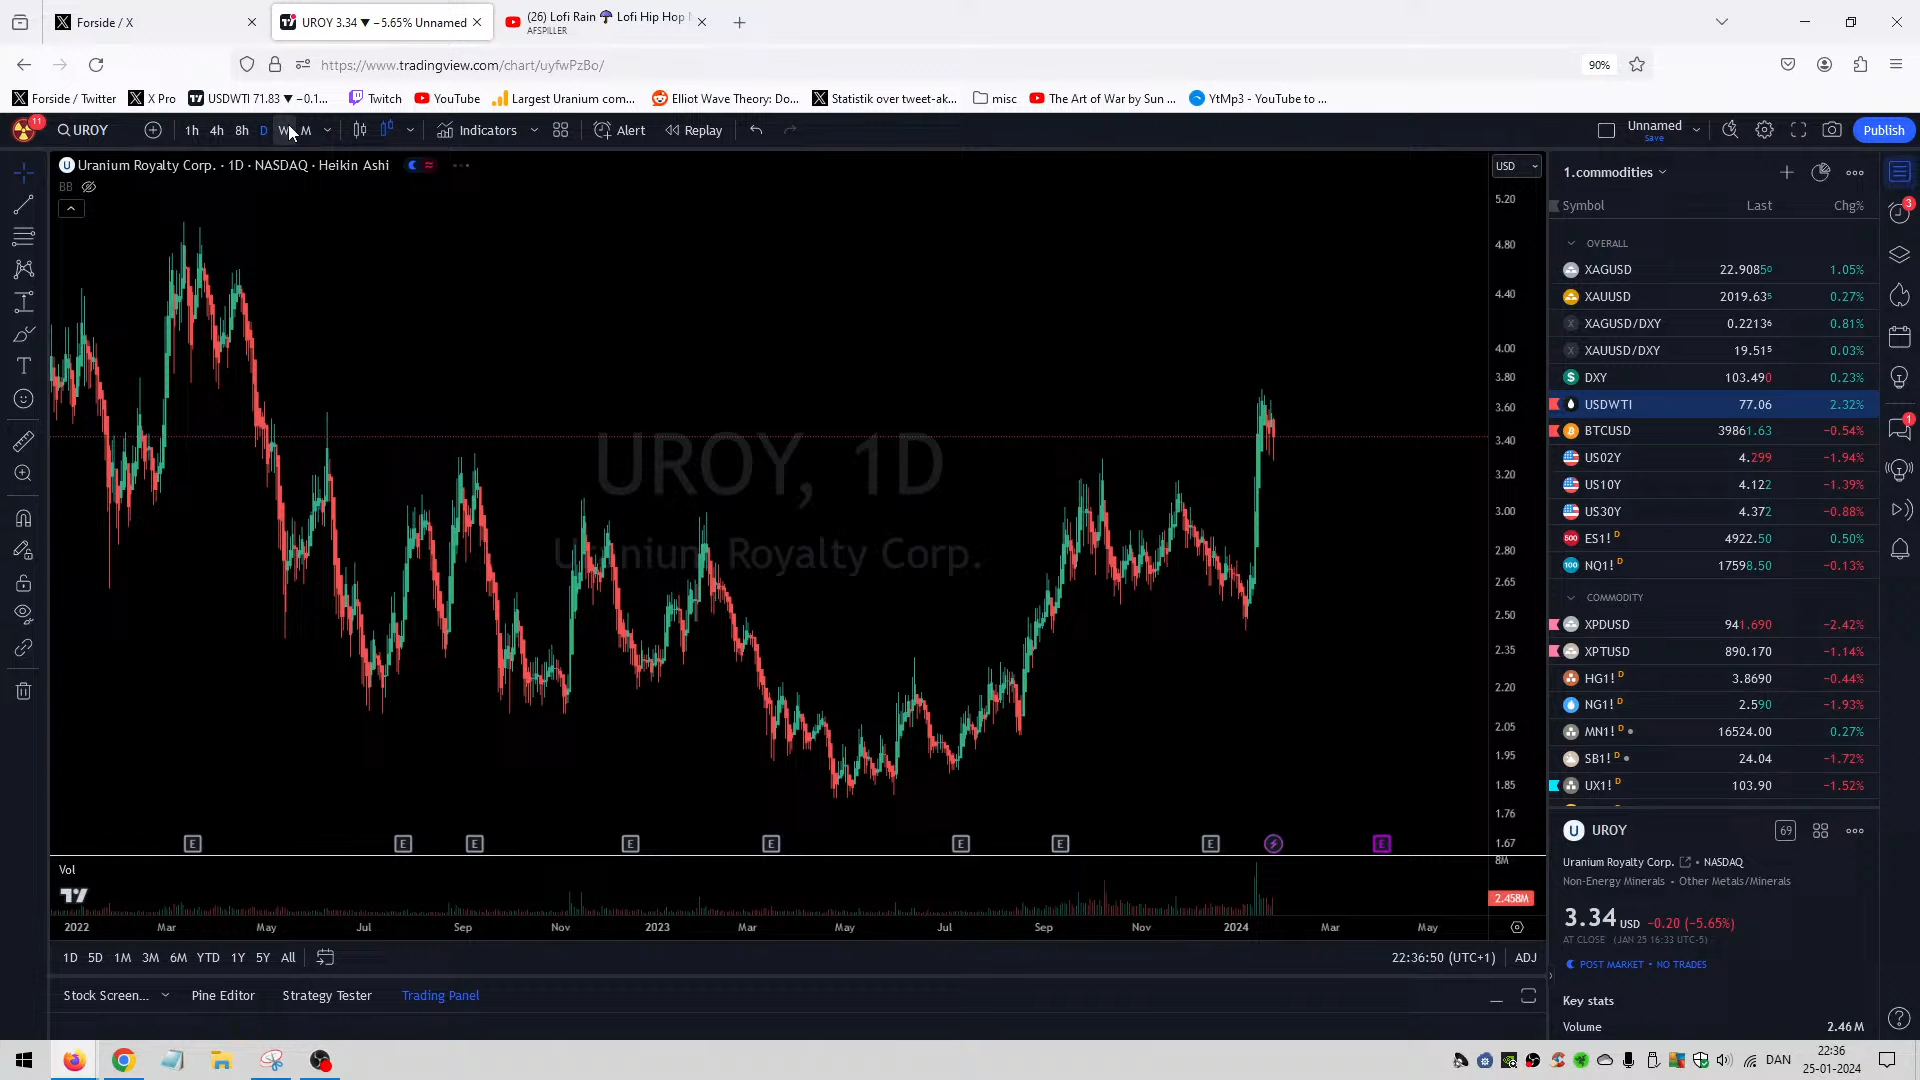 Forside / X
UROY 3.34 ▼ −5.65% Unnamed
(26) Lofi Rain ☔ Lofi Hip Hop
AFSPILLER
https://www.tradingview.com/chart/uyfwPzBo/
90%
Forside / Twitter
X Pro
USDWTI 71.83 ▼ −0.1...
Twitch
YouTube
Largest Uranium com...
Elliot Wave Theory: Do...
Statistik over tweet-ak...
misc
The Art of War by Sun ...
YtMp3 - YouTube to ...
11
UROY
1h 4h 8h D W M
Indicators
Alert
Replay
Unnamed
Save
Publish
Uranium Royalty Corp. · 1D · NASDAQ · Heikin Ashi
BB
USD
UROY, 1D
Uranium Royalty Corp.
5.20
4.80
4.40
4.00
3.80
3.60
3.40
3.20
3.00
2.80
2.65
2.50
2.35
2.20
2.05
1.95
1.85
1.76
1.67
E E E E E E E E E
8M
Vol
2.458M
2022 Mar May Jul Sep Nov 2023 Mar May Jul Sep Nov 2024 Mar May
1D 5D 1M 3M 6M YTD 1Y 5Y All
22:36:50 (UTC+1)
ADJ
Stock Screen...
Pine Editor
Strategy Tester
Trading Panel
1.commodities
Symbol Last Chg%
OVERALL
XAGUSD 22.9085⁰ 1.05%
XAUUSD 2019.63⁵ 0.27%
XAGUSD/DXY 0.2213⁶ 0.81%
XAUUSD/DXY 19.51⁵ 0.03%
DXY 103.490 0.23%
USDWTI 77.06 2.32%
BTCUSD 39861.63 −0.54%
US02Y 4.299 −1.94%
US10Y 4.122 −1.39%
US30Y 4.372 −0.88%
500 ES1! D 4922.50 0.50%
100 NQ1! D 17598.50 −0.13%
COMMODITY
XPDUSD 941.690 −2.42%
XPTUSD 890.170 −1.14%
HG1! D 3.8690 −0.44%
NG1! D 2.590 −1.93%
MN1! D 16524.00 0.27%
SB1! D 24.04 −1.72%
UX1! D 103.90 −1.52%
U UROY
69
Uranium Royalty Corp. • NASDAQ
Non-Energy Minerals • Other Metals/Minerals
3.34 USD −0.20 (−5.65%)
AT CLOSE (JAN 25 16:33 UTC-5)
POST MARKET • NO TRADES
Key stats
Volume 2.46 M
3
1
DAN
22:36
25-01-2024